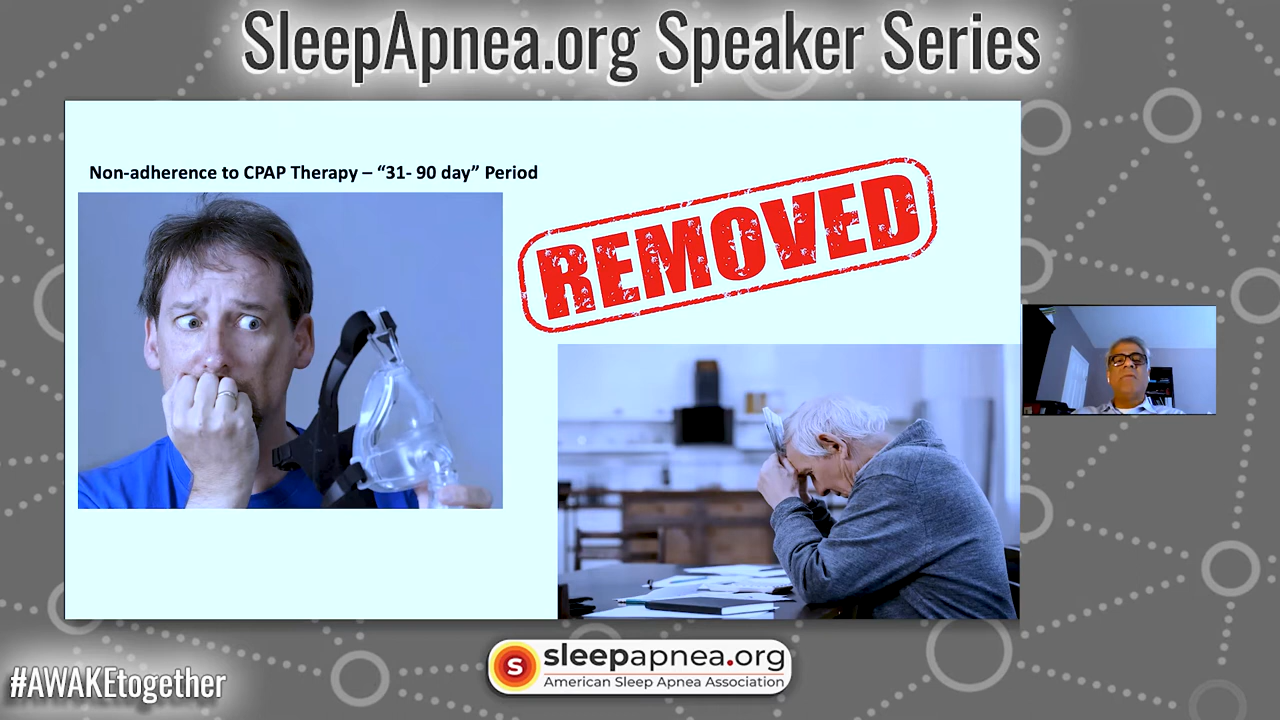 SleepApnea.org Speaker Series
Non-adherence to CPAP Therapy – “31- 90 day” Period
REMOVED
S
sleepapnea.org
American Sleep Apnea Association
#AWAKEtogether